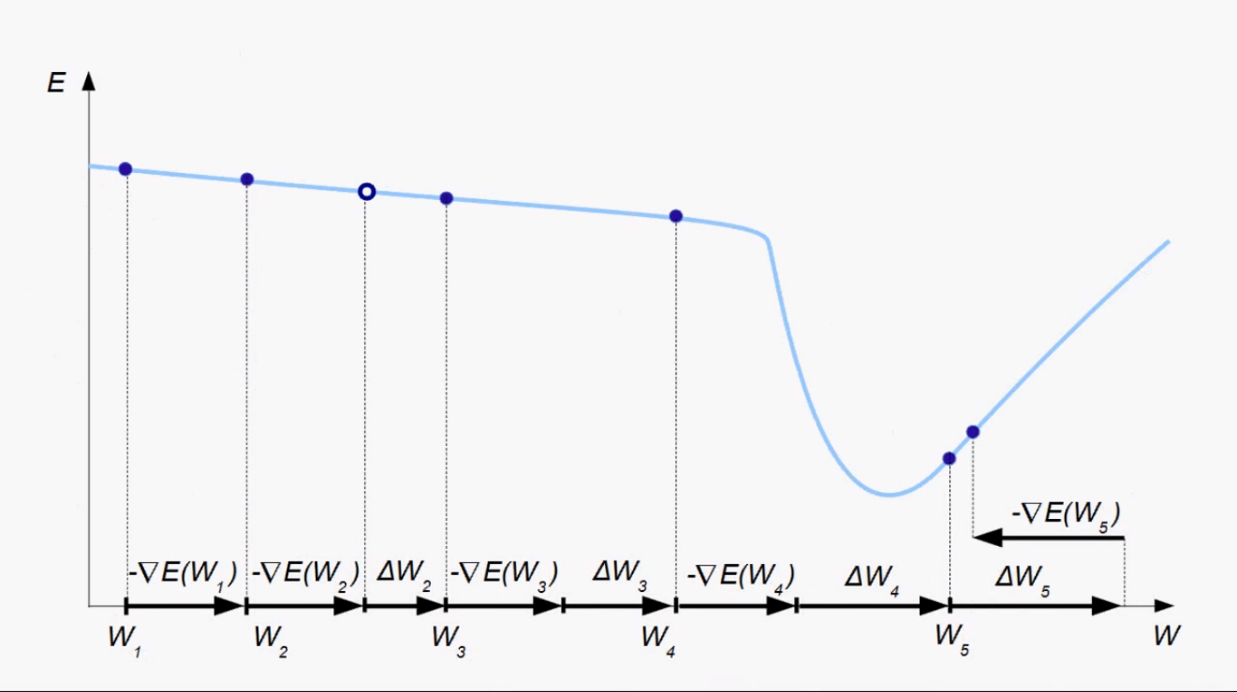 E
-∇E(W₅)
-∇E(W₁) -∇E(W₂) ΔW₂ -∇E(W₃) ΔW₃ -∇E(W₄) ΔW₄ ΔW₅
W₁ W₂ W₃ W₄ W₅ W